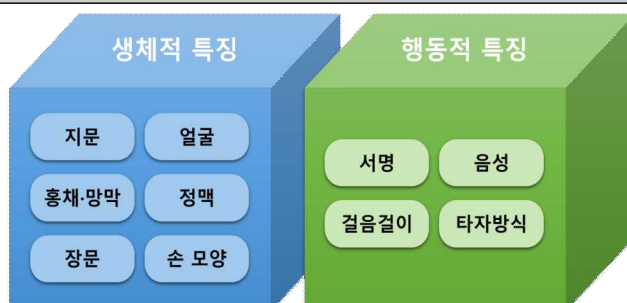 생체적 특징
지문 얼굴
홍채·망막 정맥
장문 손 모양
행동적 특징
서명 음성
걸음걸이 타자방식